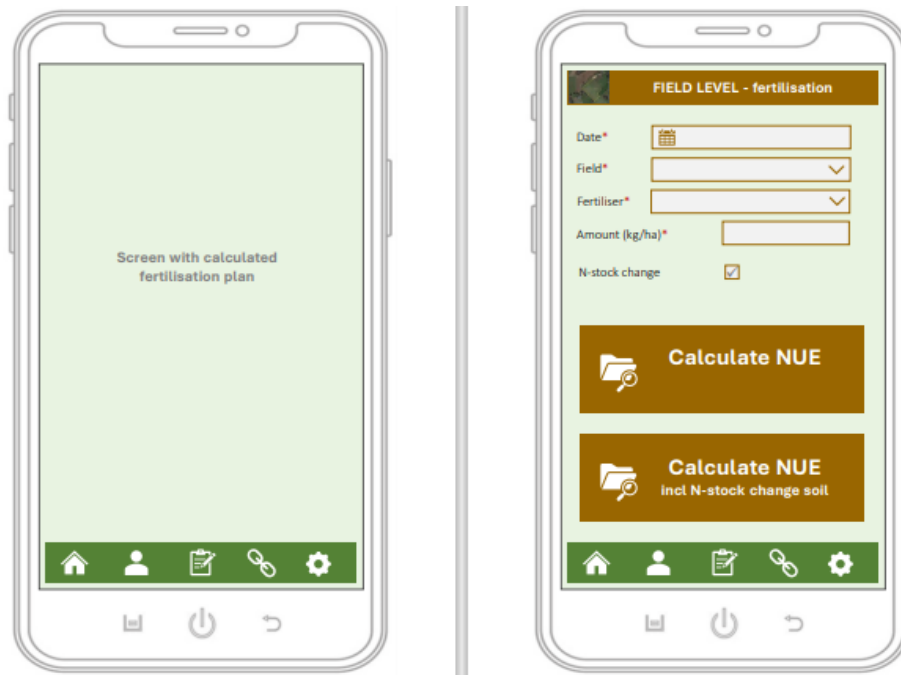 Screen with calculated
fertilisation plan
FIELD LEVEL - fertilisation
Date*
Field*
Fertiliser*
Amount (kg/ha)*
N-stock change
Calculate NUE
Calculate NUE
incl N-stock change soil